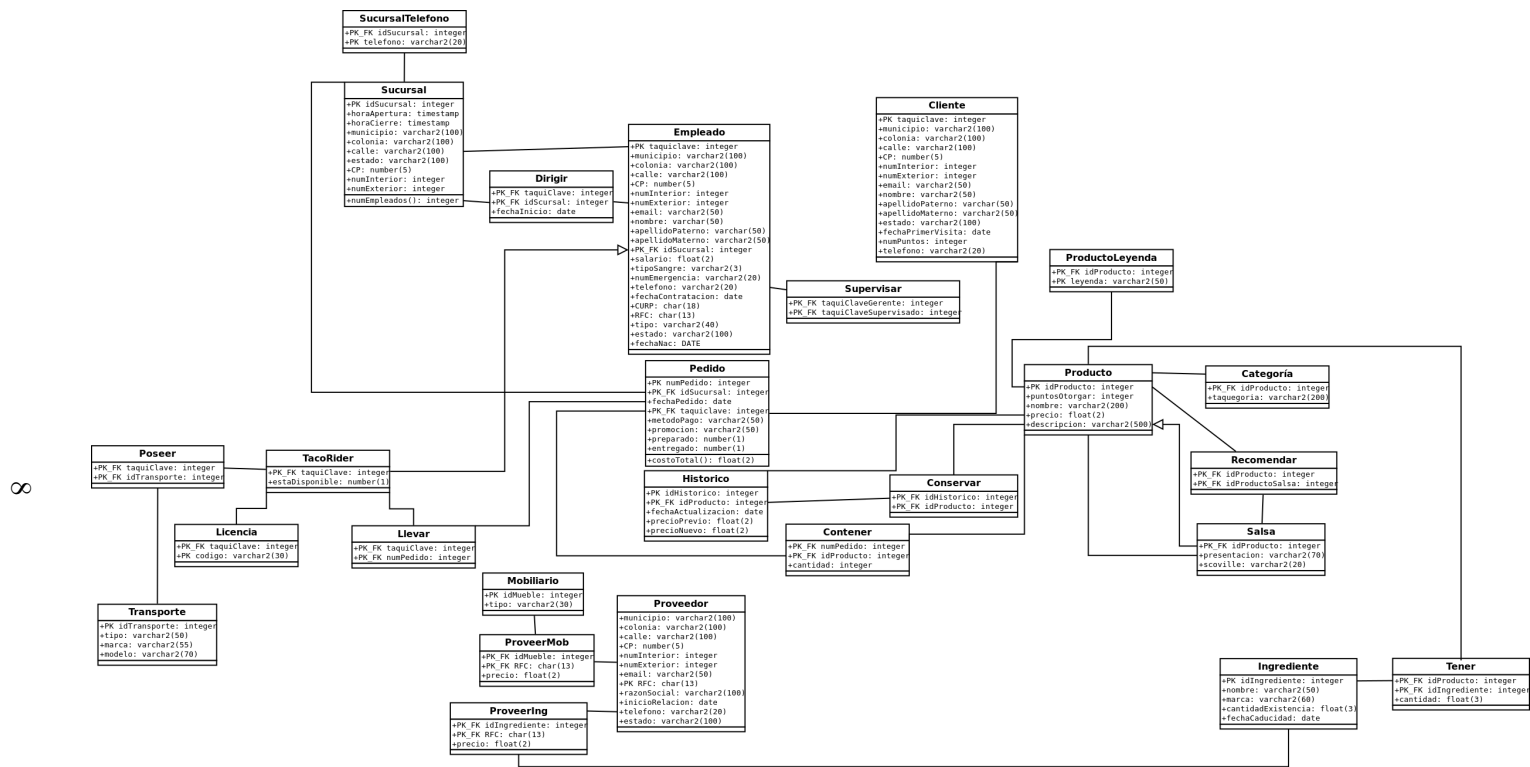 SucursalTelefono
+PK_FK idSucursal: integer
+PK telefono: varchar2(20)
Sucursal
+PK idSucursal: integer
+horaApertura: timestamp
+horaCierre: timestamp
+municipio: varchar2(100)
+colonia: varchar2(100)
+calle: varchar2(100)
+estado: varchar2(100)
+CP: number(5)
+numInterior: integer
+numExterior: integer
+numEmpleados(): integer
Empleado
+PK taquiclave: integer
+municipio: varchar2(100)
+colonia: varchar2(100)
+calle: varchar2(100)
+CP: number(5)
+numInterior: integer
+numExterior: integer
+email: varchar2(50)
+nombre: varchar(50)
+apellidoPaterno: varchar(50)
+apellidoMaterno: varchar2(50)
+PK_FK idSucursal: integer
+salario: float(2)
+tipoSangre: varchar2(3)
+numEmergencia: varchar2(20)
+telefono: varchar2(20)
+fechaContratacion: date
+CURP: char(18)
+RFC: char(13)
+tipo: varchar2(40)
+estado: varchar2(100)
+fechaNac: DATE
Cliente
+PK taquiclave: integer
+municipio: varchar2(100)
+colonia: varchar2(100)
+calle: varchar2(100)
+CP: number(5)
+numInterior: integer
+numExterior: integer
+email: varchar2(50)
+nombre: varchar2(50)
+apellidoPaterno: varchar(50)
+apellidoMaterno: varchar2(50)
+estado: varchar2(100)
+fechaPrimerVisita: date
+numPuntos: integer
+telefono: varchar2(20)
Dirigir
+PK_FK taquiClave: integer
+PK_FK idScursal: integer
+fechaInicio: date
Supervisar
+PK_FK taquiClaveGerente: integer
+PK_FK taquiClaveSupervisado: integer
ProductoLeyenda
+PK_FK idProducto: integer
+PK leyenda: varchar2(50)
Pedido
+PK numPedido: integer
+PK_FK idSucursal: integer
+fechaPedido: date
+PK_FK taquiclave: integer
+metodoPago: varchar2(50)
+promocion: varchar2(50)
+preparado: number(1)
+entregado: number(1)
+costoTotal(): float(2)
Producto
+PK idProducto: integer
+puntosOtorgar: integer
+nombre: varchar2(200)
+precio: float(2)
+descripcion: varchar2(500)
Categoría
+PK_FK idProducto: integer
+taquegoria: varchar2(200)
Poseer
+PK_FK taquiClave: integer
+PK_FK idTransporte: integer
TacoRider
+PK_FK taquiClave: integer
+estaDisponible: number(1)
Recomendar
+PK_FK idProducto: integer
+PK_FK idProductoSalsa: integer
Historico
+PK idHistorico: integer
+PK_FK idProducto: integer
+fechaActualizacion: date
+precioPrevio: float(2)
+precioNuevo: float(2)
Conservar
+PK_FK idHistorico: integer
+PK_FK idProducto: integer
∞
Licencia
+PK_FK taquiClave: integer
+PK codigo: varchar2(30)
Llevar
+PK_FK taquiClave: integer
+PK_FK numPedido: integer
Contener
+PK_FK numPedido: integer
+PK_FK idProducto: integer
+cantidad: integer
Salsa
+PK_FK idProducto: integer
+presentacion: varchar2(70)
+scoville: varchar2(20)
Mobiliario
+PK idMueble: integer
+tipo: varchar2(30)
Transporte
+PK idTransporte: integer
+tipo: varchar2(50)
+marca: varchar2(55)
+modelo: varchar2(70)
Proveedor
+municipio: varchar2(100)
+colonia: varchar2(100)
+calle: varchar2(100)
+CP: number(5)
+numInterior: integer
+numExterior: integer
+email: varchar2(50)
+PK RFC: char(13)
+razonSocial: varchar2(100)
+inicioRelacion: date
+telefono: varchar2(20)
+estado: varchar2(100)
ProveerMob
+PK_FK idMueble: integer
+PK_FK RFC: char(13)
+precio: float(2)
Ingrediente
+PK idIngrediente: integer
+nombre: varchar2(50)
+marca: varchar2(60)
+cantidadExistencia: float(3)
+fechaCaducidad: date
Tener
+PK_FK idProducto: integer
+PK_FK idIngrediente: integer
+cantidad: float(3)
ProveerIng
+PK_FK idIngrediente: integer
+PK_FK RFC: char(13)
+precio: float(2)